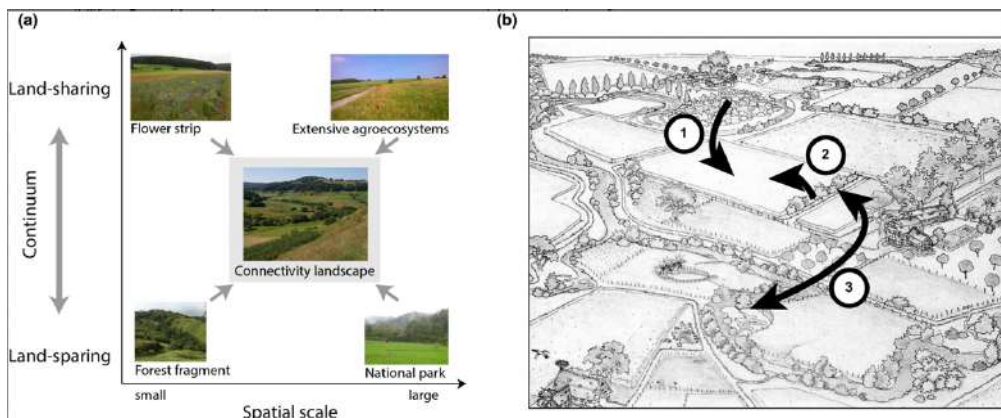 (a)
Land-sharing
Continuum
Land-sparing
Flower strip
Extensive agroecosystems
Connectivity landscape
Forest fragment
National park
small
large
Spatial scale
(b)
1
2
3